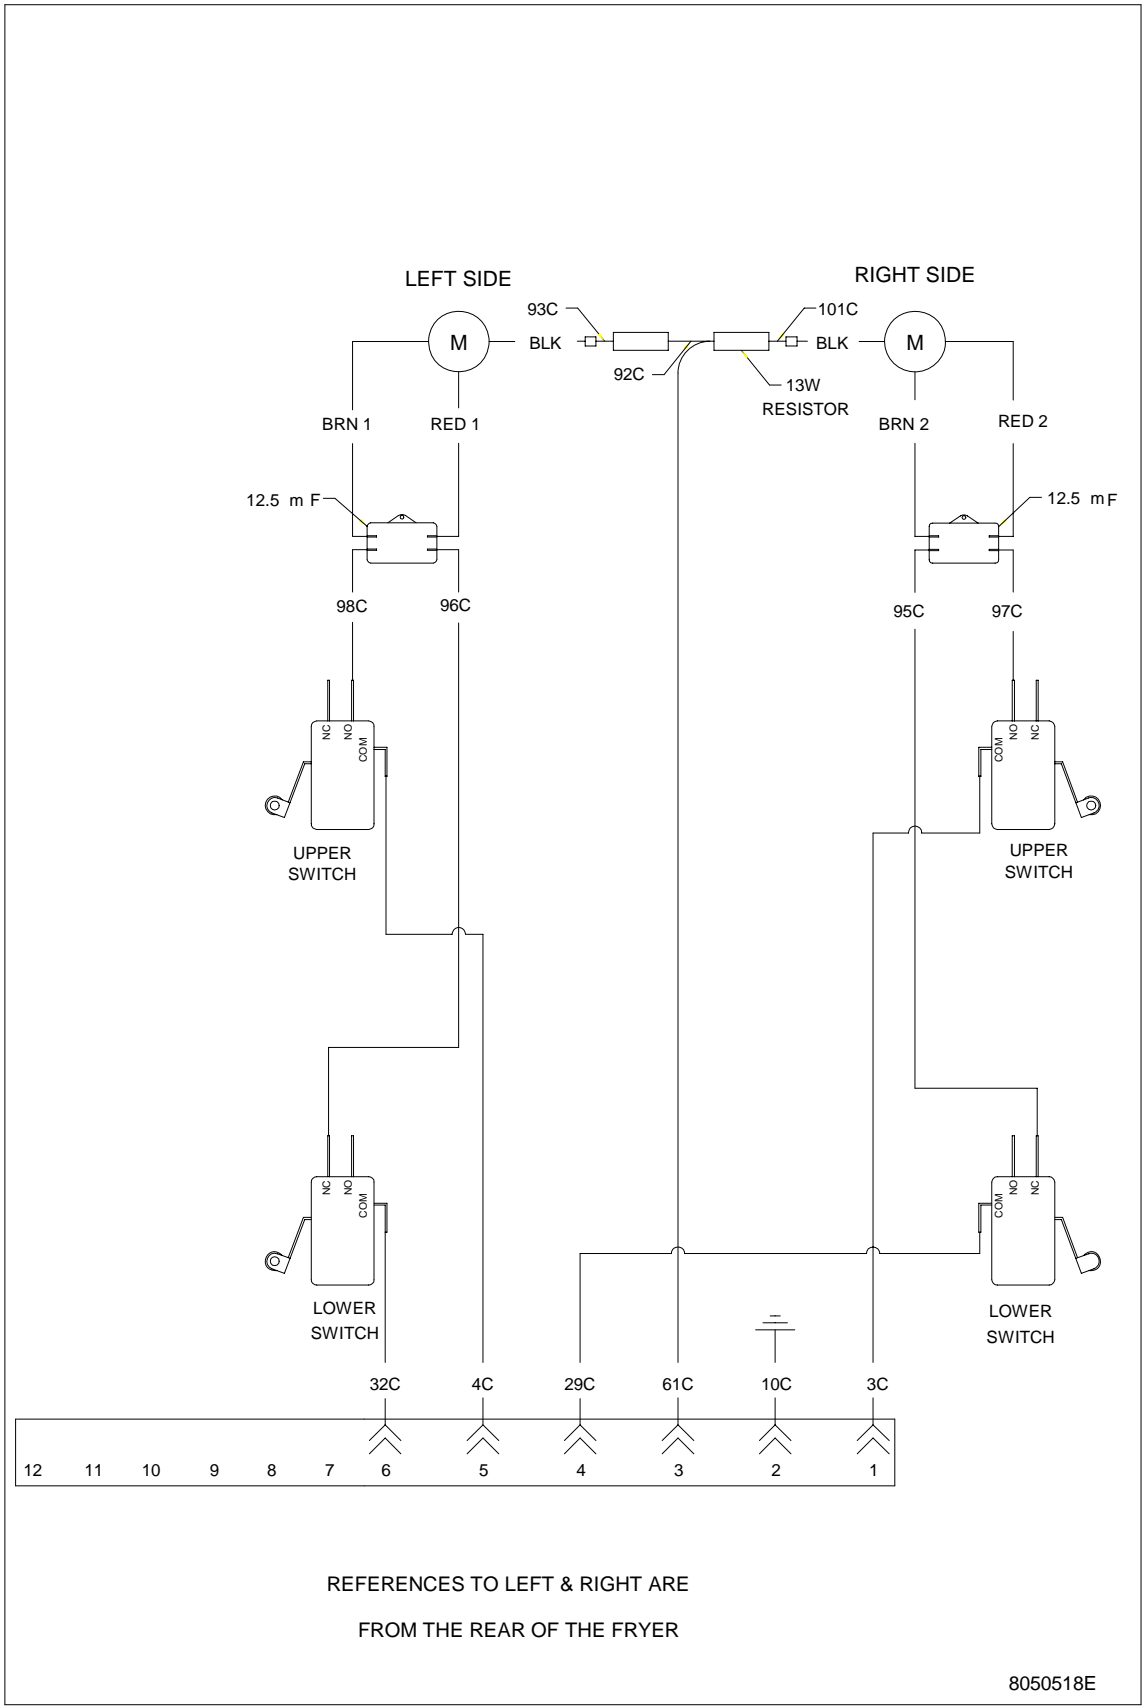 LEFT SIDE
RIGHT SIDE
93C
101C
M
BLK
BLK
M
92C
13W
RESISTOR
BRN 1
RED 1
BRN 2
RED 2
12.5 m F
12.5 m F
98C
96C
95C
97C
NC
NO
COM
COM
NO
NC
UPPER
SWITCH
UPPER
SWITCH
NC
NO
COM
COM
NO
NC
LOWER
SWITCH
LOWER
SWITCH
32C
4C
29C
61C
10C
3C
12
11
10
9
8
7
6
5
4
3
2
1
REFERENCES TO LEFT & RIGHT ARE
FROM THE REAR OF THE FRYER
8050518E